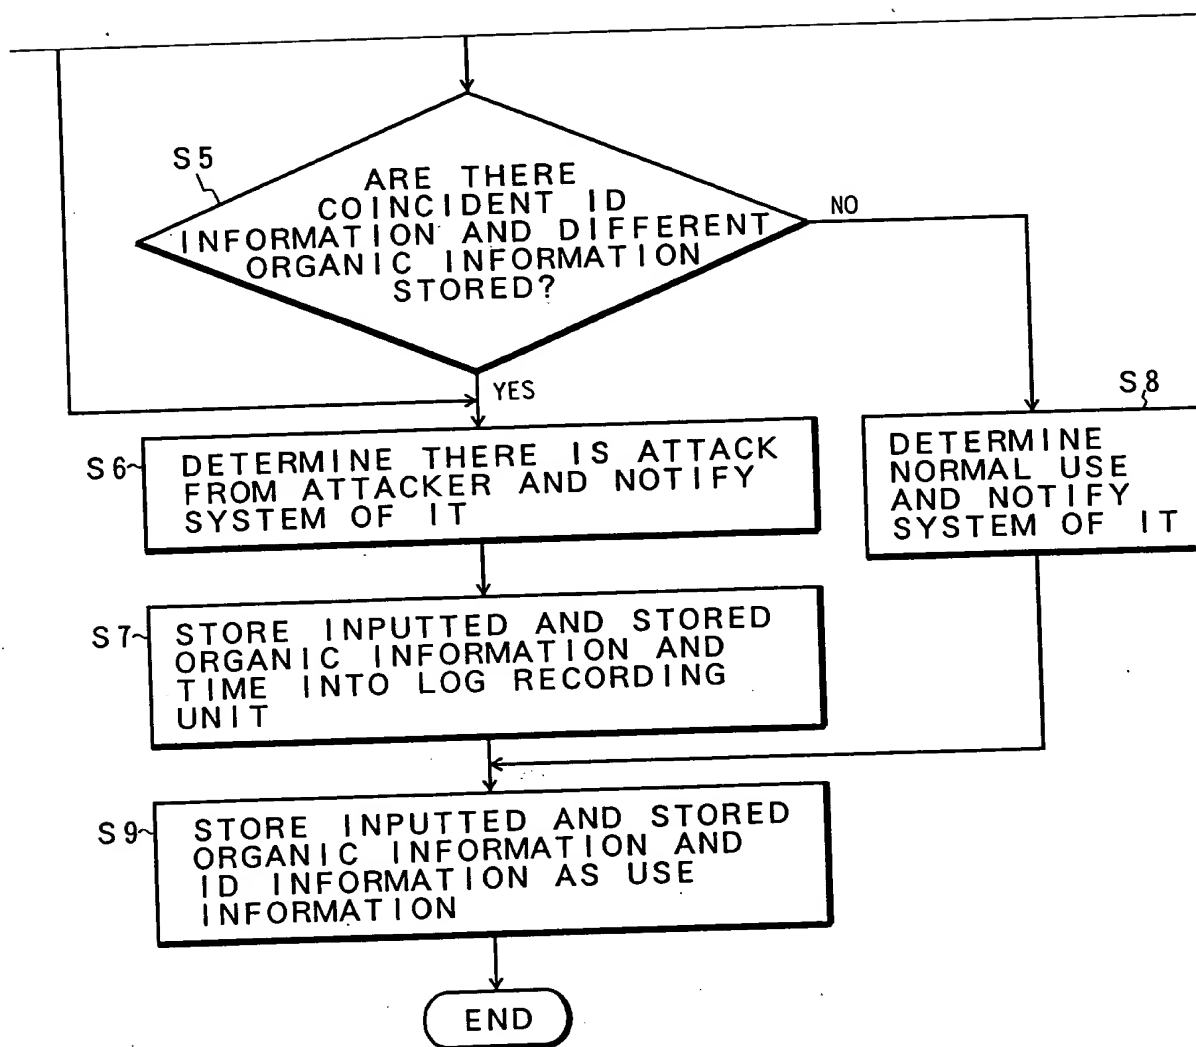 S5
ARE THERE
COINCIDENT ID
INFORMATION AND DIFFERENT
ORGANIC INFORMATION
STORED?
NO
YES
S6
DETERMINE THERE IS ATTACK
FROM ATTACKER AND NOTIFY
SYSTEM OF IT
S8
DETERMINE
NORMAL USE
AND NOTIFY
SYSTEM OF IT
S7
STORE INPUTTED AND STORED
ORGANIC INFORMATION AND
TIME INTO LOG RECORDING
UNIT
S9
STORE INPUTTED AND STORED
ORGANIC INFORMATION AND
ID INFORMATION AS USE
INFORMATION
END